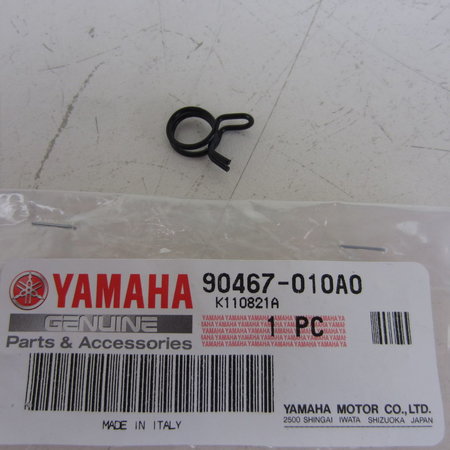 YAMAHA 90467-010A0
K110821A
GENUINE
Parts & Accessories
1 PC
MADE IN ITALY
YAMAHA MOTOR CO.,LTD.
2500 SHINGAI IWATA SHIZUOKA JAPAN